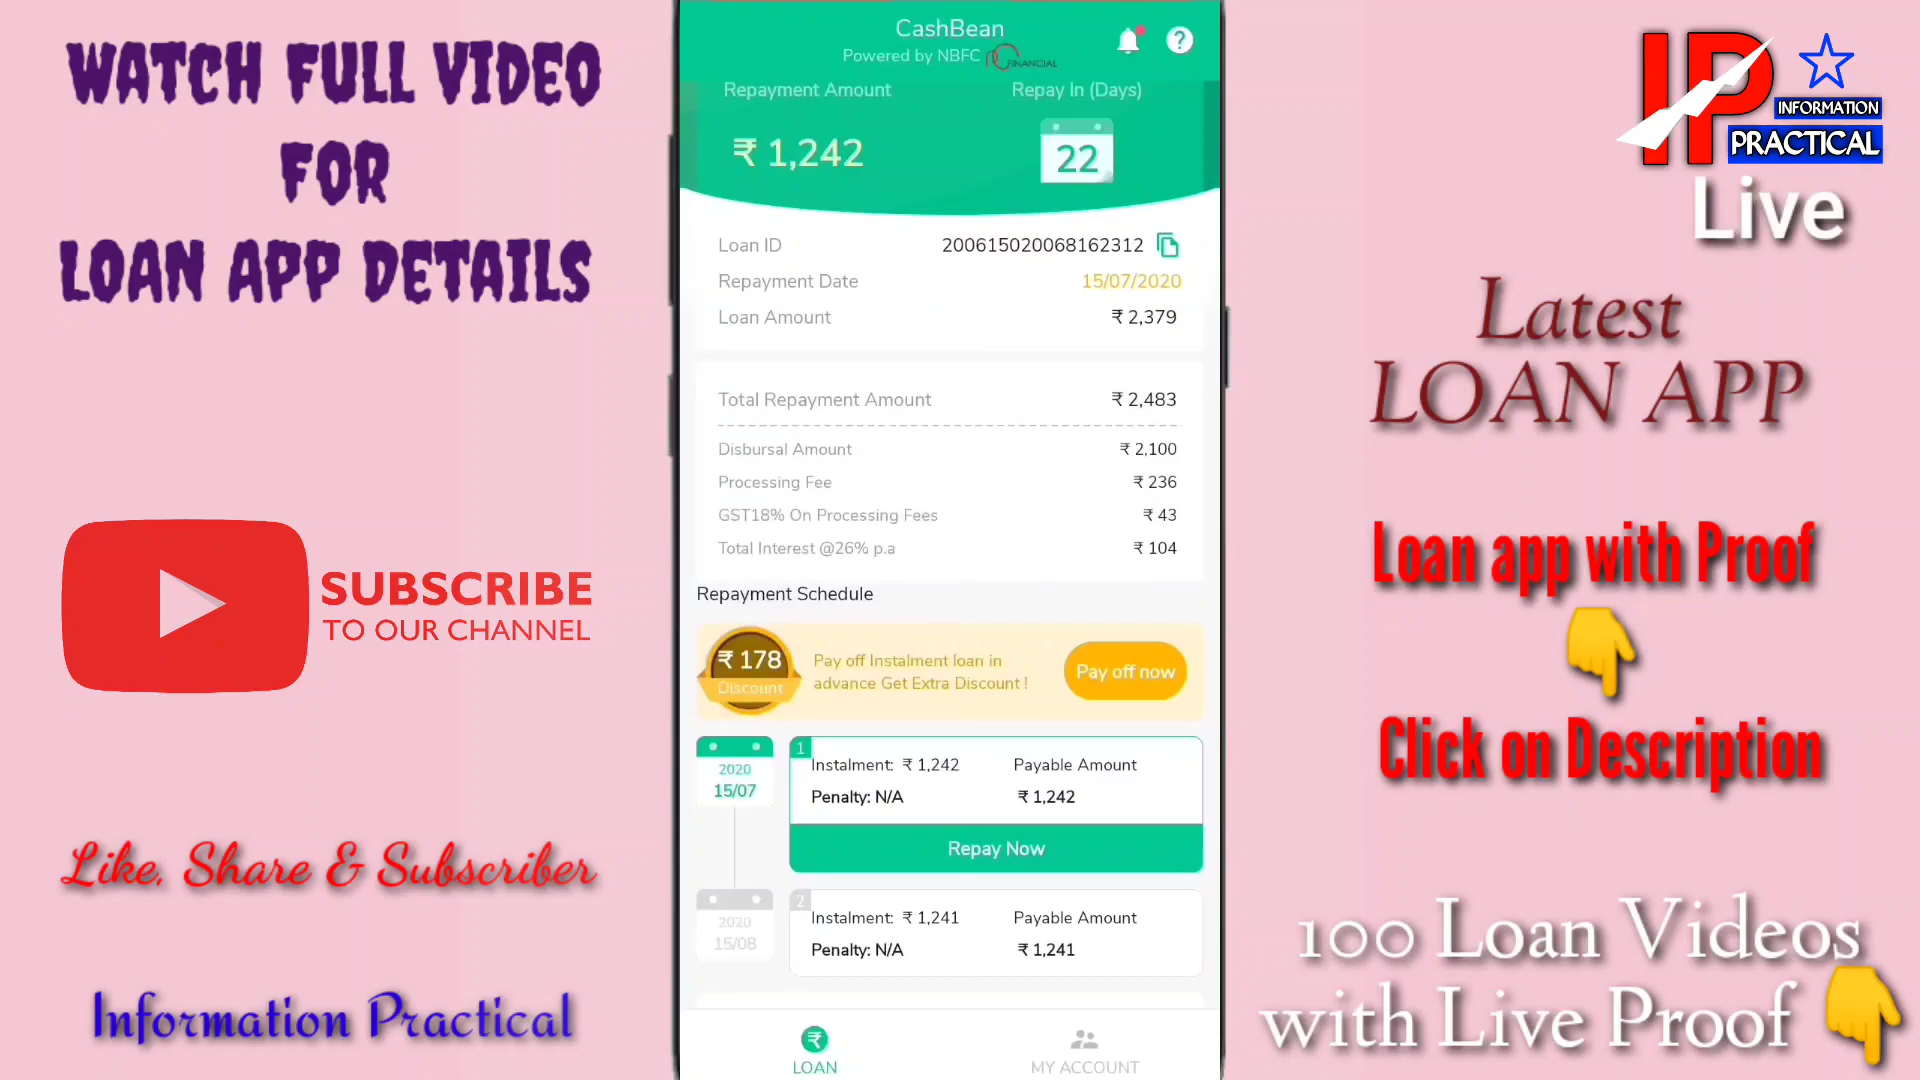 WATCH FULL VIDEO
FOR
LOAN APP DETAILS
SUBSCRIBE
TO OUR CHANNEL
Like, Share & Subscriber
Information Practical
CashBean
Powered by NBFC PC FINANCIAL
Repayment Amount
Repay In (Days)
₹ 1,242
22
Loan ID
200615020068162312
Repayment Date
15/07/2020
Loan Amount
₹ 2,379
Total Repayment Amount
₹ 2,483
Disbursal Amount
₹ 2,100
Processing Fee
₹ 236
GST18% On Processing Fees
₹ 43
Total Interest @26% p.a
₹ 104
Repayment Schedule
₹ 178
Discount
Pay off Instalment loan in
advance Get Extra Discount !
Pay off now
2020
15/07
1
Instalment: ₹ 1,242
Payable Amount
Penalty: N/A
₹ 1,242
Repay Now
2020
15/08
2
Instalment: ₹ 1,241
Payable Amount
Penalty: N/A
₹ 1,241
LOAN
MY ACCOUNT
IP
INFORMATION
PRACTICAL
Live
Latest
LOAN APP
Loan app with Proof
Click on Description
100 Loan Videos
with Live Proof